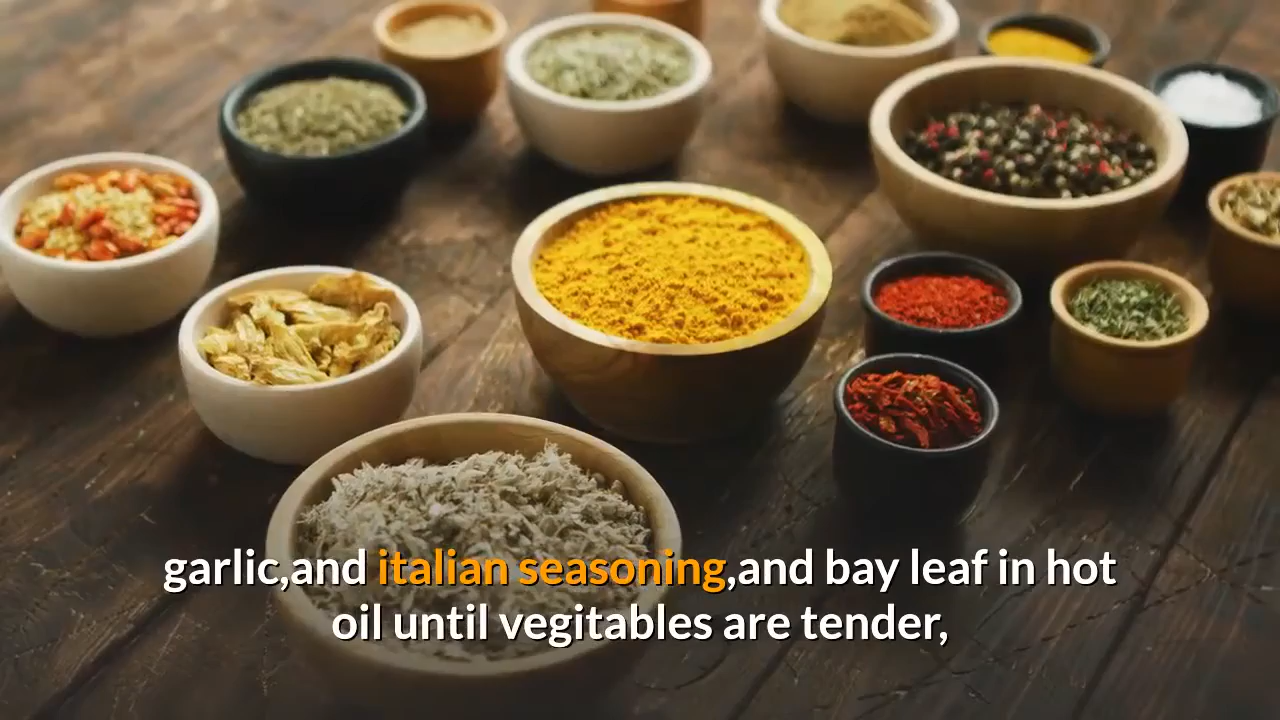 garlic,and italian seasoning,and bay leaf in hot
oil until vegitables are tender,